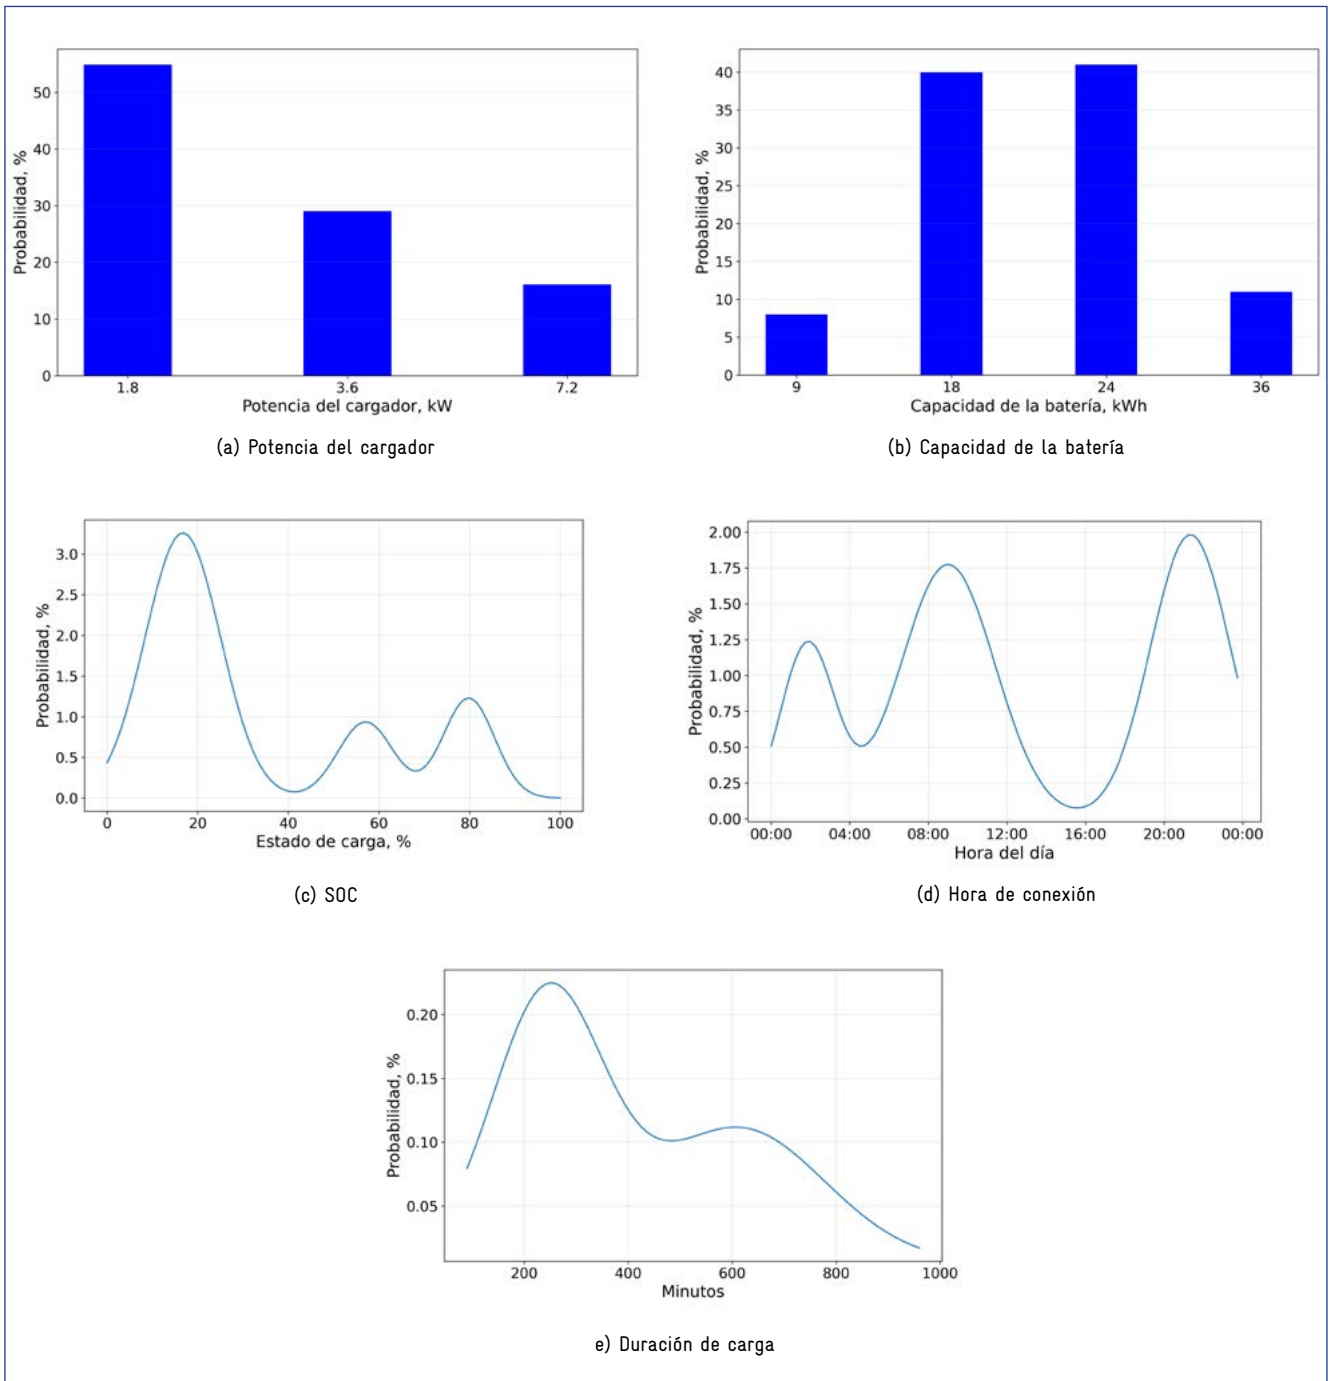 50
40
30
20
10
0
Probabilidad, %
1.8 3.6 7.2
Potencia del cargador, kW
(a) Potencia del cargador
40
35
30
25
20
15
10
5
0
Probabilidad, %
9 18 24 36
Capacidad de la batería, kWh
(b) Capacidad de la batería
3.0
2.5
2.0
1.5
1.0
0.5
0.0
Probabilidad, %
0 20 40 60 80 100
Estado de carga, %
(c) SOC
2.00
1.75
1.50
1.25
1.00
0.75
0.50
0.25
0.00
Probabilidad, %
00:00 04:00 08:00 12:00 16:00 20:00 00:00
Hora del día
(d) Hora de conexión
0.20
0.15
0.10
0.05
Probabilidad, %
200 400 600 800 1000
Minutos
e) Duración de carga